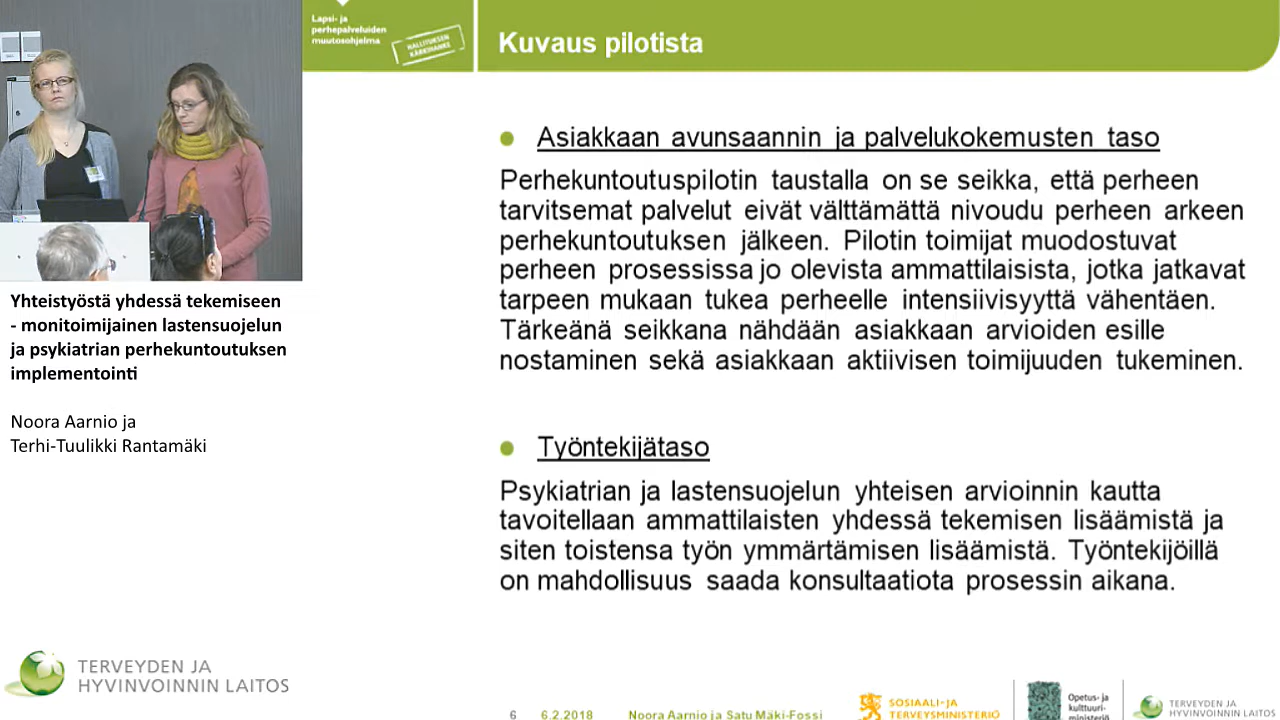 Lapsi- ja
perhepalveluiden
muutosohjelma
HALLITUKSEN
KÄRKIHANKE
Kuvaus pilotista
Asiakkaan avunsaannin ja palvelukokemusten taso
Perhekuntoutuspilotin taustalla on se seikka, että perheen
tarvitsemat palvelut eivät välttämättä nivoudu perheen arkeen
perhekuntoutuksen jälkeen. Pilotin toimijat muodostuvat
perheen prosessissa jo olevista ammattilaisista, jotka jatkavat
tarpeen mukaan tukea perheelle intensiivisyyttä vähentäen.
Tärkeänä seikkana nähdään asiakkaan arvioiden esille
nostaminen sekä asiakkaan aktiivisen toimijuuden tukeminen.
Työntekijätaso
Psykiatrian ja lastensuojelun yhteisen arvioinnin kautta
tavoitellaan ammattilaisten yhdessä tekemisen lisäämistä ja
siten toistensa työn ymmärtämisen lisäämistä. Työntekijöillä
on mahdollisuus saada konsultaatiota prosessin aikana.
Yhteistyöstä yhdessä tekemiseen
- monitoimijainen lastensuojelun
ja psykiatrian perhekuntoutuksen
implementointi
Noora Aarnio ja
Terhi-Tuulikki Rantamäki
TERVEYDEN JA
HYVINVOINNIN LAITOS
6 6.2.2018 Noora Aarnio ja Satu Mäki-Fossi
SOSIAALI- JA
TERVEYSMINISTERIÖ
Opetus- ja
kulttuuri-
ministeriö
TERVEYDEN JA
HYVINVOINNIN LAITOS